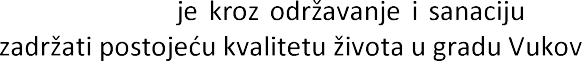 je kroz održavanje i sanaciju
zadržati postojeću kvalitetu života u gradu Vukov